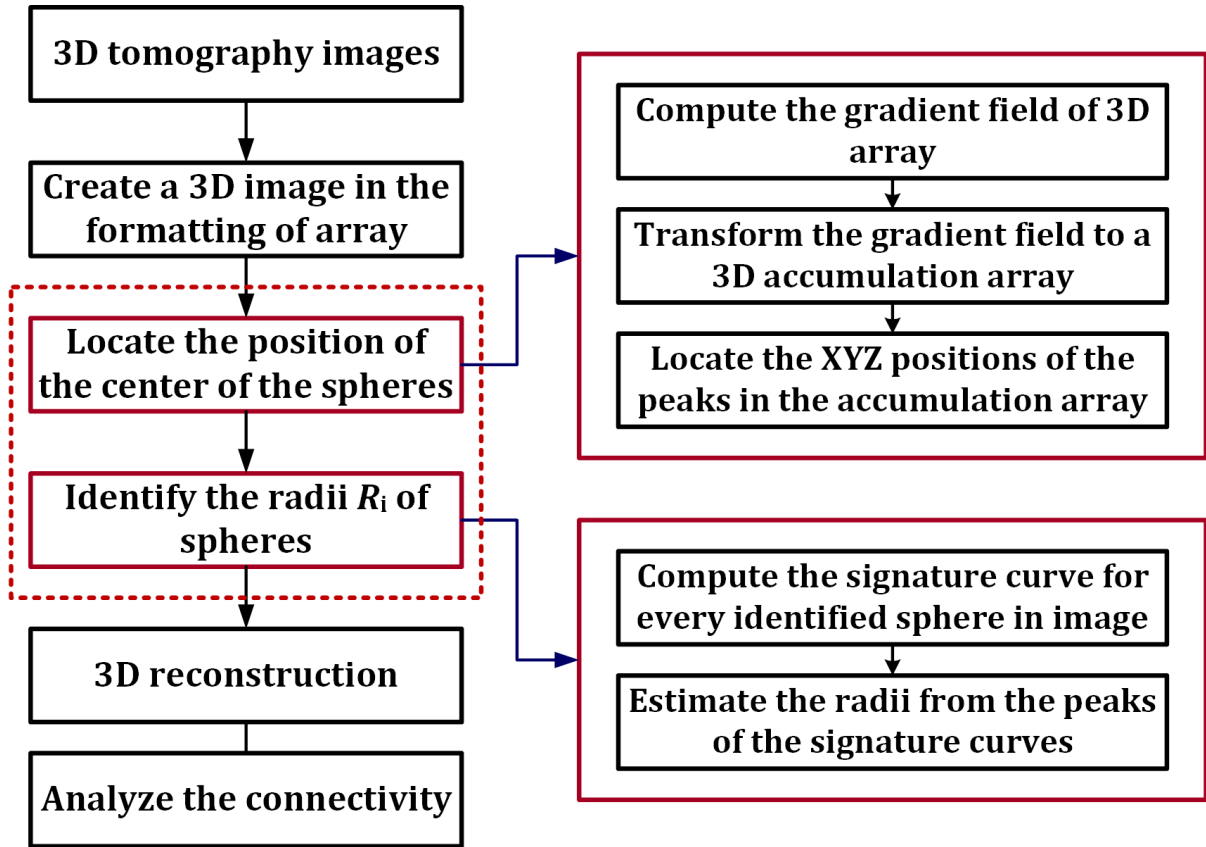 3D tomography images
Create a 3D image in the
formatting of array
Locate the position of
the center of the spheres
Identify the radii Ri of
spheres
3D reconstruction
Analyze the connectivity
Compute the gradient field of 3D
array
Transform the gradient field to a
3D accumulation array
Locate the XYZ positions of the
peaks in the accumulation array
Compute the signature curve for
every identified sphere in image
Estimate the radii from the peaks
of the signature curves